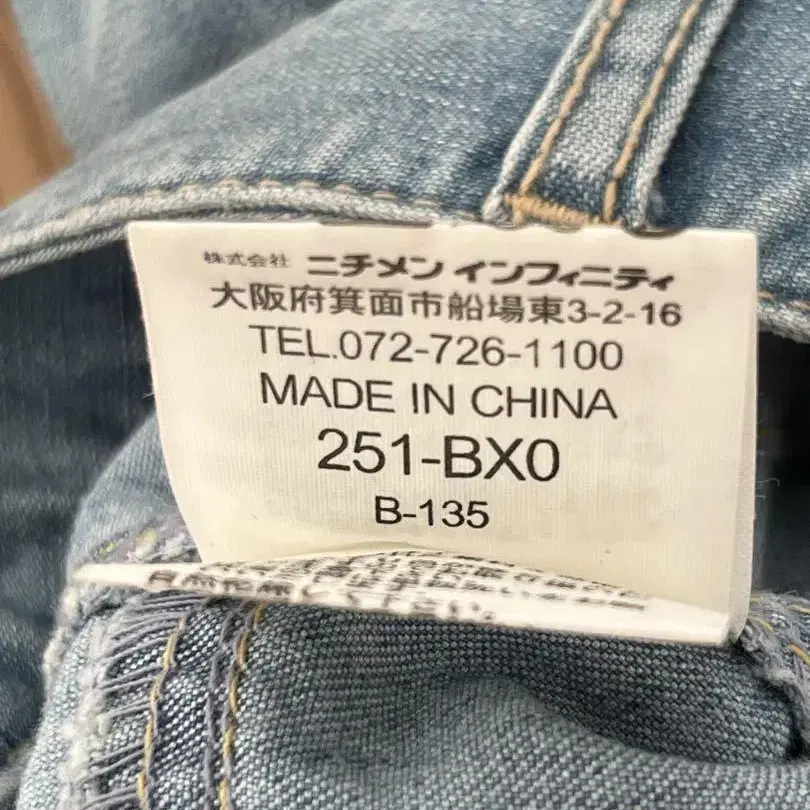 株式会社 ニチメン インフィニティ
大阪府箕面市船場東3-2-16
TEL.072-726-1100
MADE IN CHINA
251-BX0
B-135